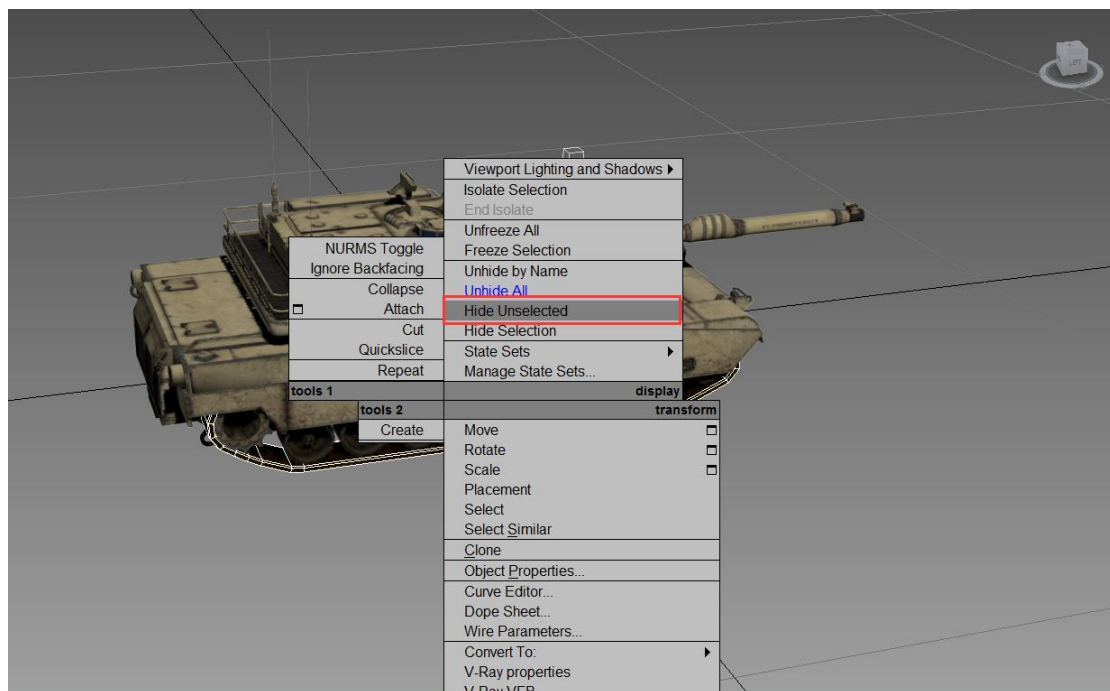 Viewport Lighting and Shadows
Isolate Selection
End Isolate
Unfreeze All
Freeze Selection
Unhide by Name
Unhide All
Hide Unselected
Hide Selection
State Sets
Manage State Sets...
display
NURMS Toggle
Ignore Backfacing
Collapse
Attach
Cut
Quickslice
Repeat
tools 1
tools 2
Create
transform
Move
Rotate
Scale
Placement
Select
Select Similar
Clone
Object Properties...
Curve Editor...
Dope Sheet...
Wire Parameters...
Convert To:
V-Ray properties
V-Ray VFB